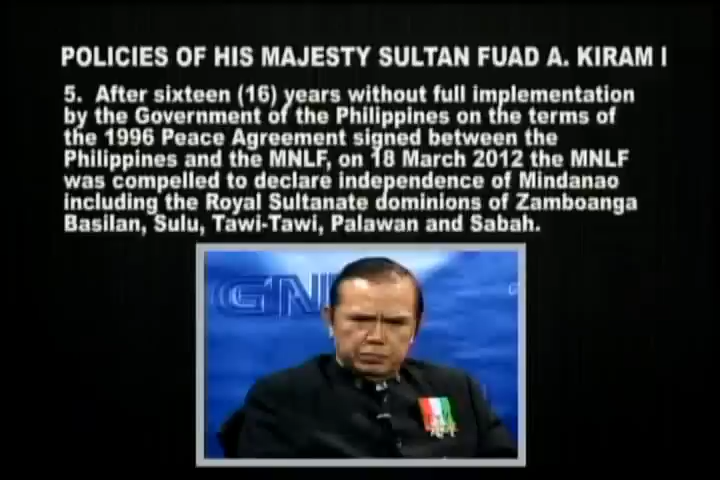 POLICIES OF HIS MAJESTY SULTAN FUAD A. KIRAM I
5. After sixteen (16) years without full implementation
by the Government of the Philippines on the terms of
the 1996 Peace Agreement signed between the
Philippines and the MNLF, on 18 March 2012 the MNLF
was compelled to declare independence of Mindanao
including the Royal Sultanate dominions of Zamboanga
Basilan, Sulu, Tawi-Tawi, Palawan and Sabah.
GN